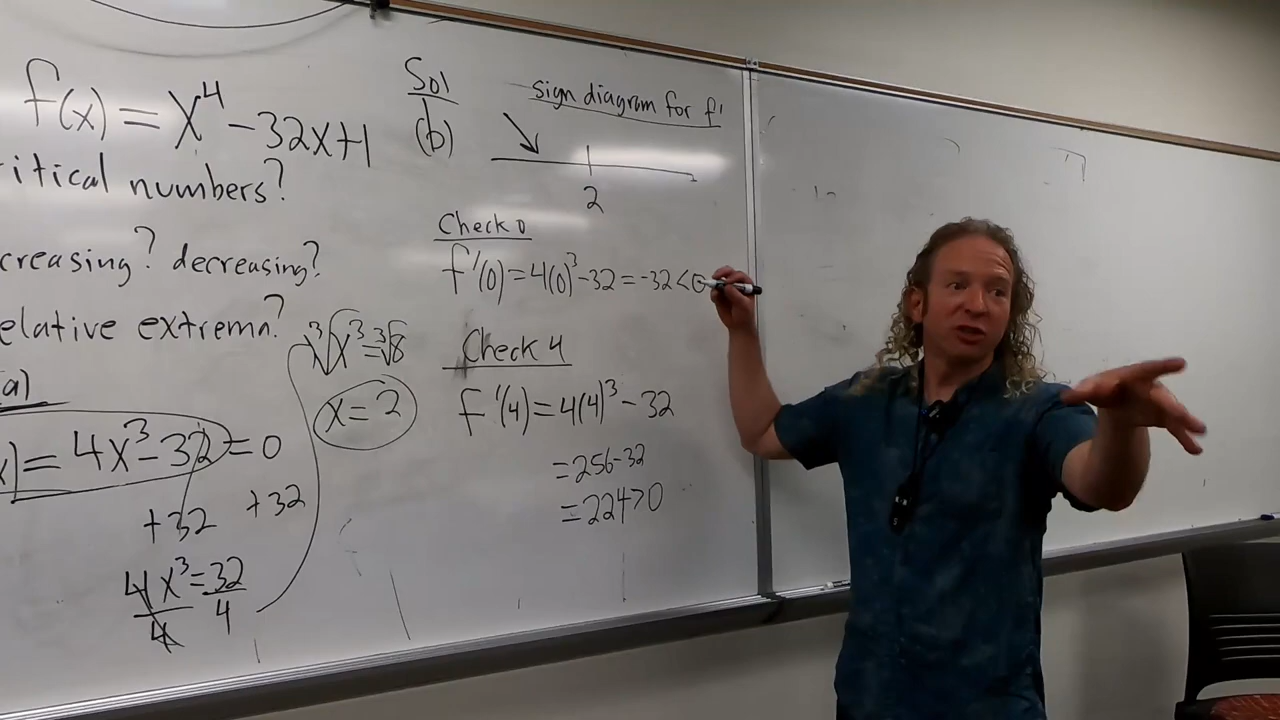 f(x) = x⁴ - 32x + 1
ritical numbers?
creasing? decreasing?
elative extrema?
(a)
x) = 4x³ - 32 = 0
+32 +32
4x³ = 32
4 4
∛x³ = ∛8
x = 2
Sol
(b)
sign diagram for f'
2
Check 0
f'(0) = 4(0)³ - 32 = -32 < 0
Check 4
f'(4) = 4(4)³ - 32
= 256 - 32
= 224 > 0